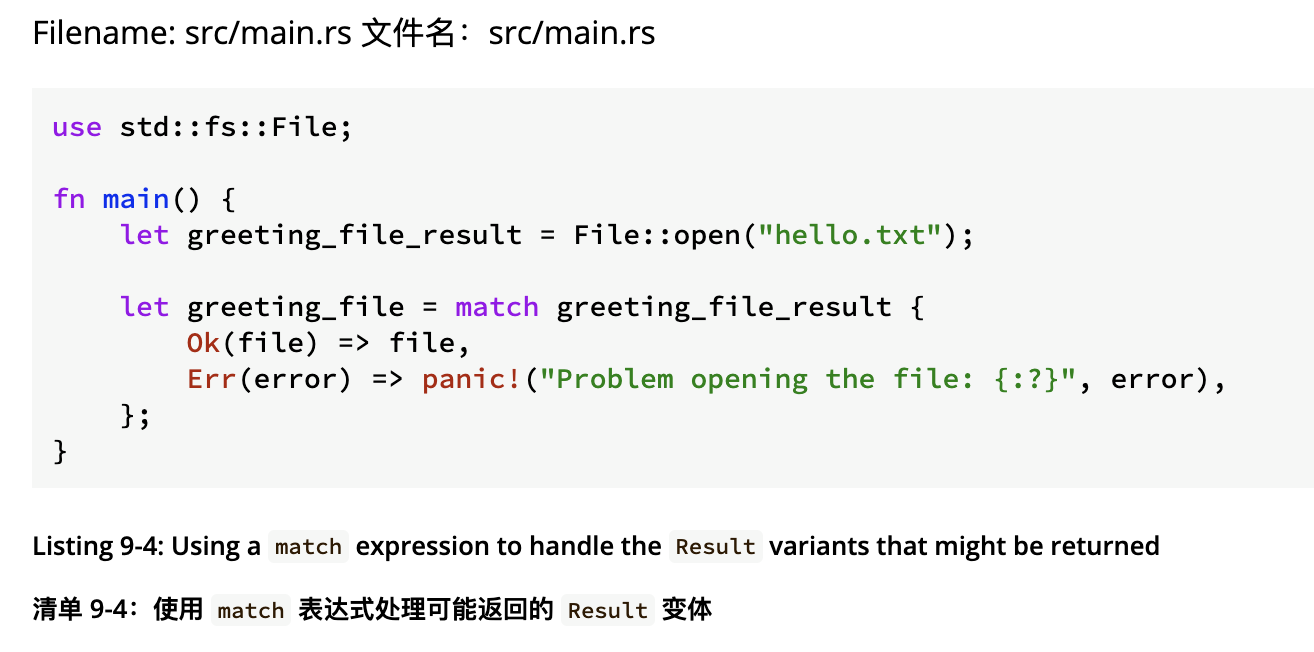 Filename: src/main.rs 文件名：src/main.rs
use std::fs::File;
fn main() {
    let greeting_file_result = File::open("hello.txt");
    let greeting_file = match greeting_file_result {
        Ok(file) => file,
        Err(error) => panic!("Problem opening the file: {:?}", error),
    };
}
Listing 9-4: Using a match expression to handle the Result variants that might be returned
清单 9-4：使用 match 表达式处理可能返回的 Result 变体